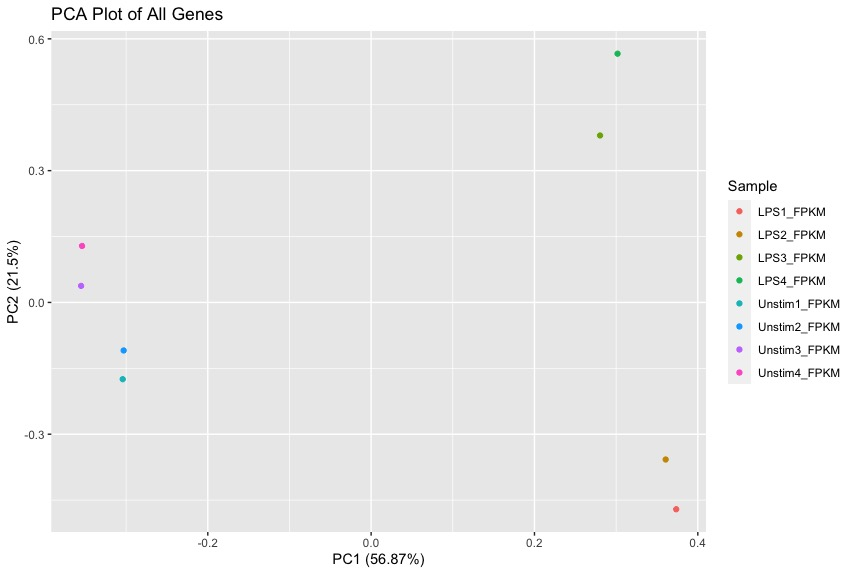 PCA Plot of All Genes
0.6
0.3
0.0
-0.3
PC2 (21.5%)
-0.2
0.0
0.2
0.4
PC1 (56.87%)
Sample
LPS1_FPKM
LPS2_FPKM
LPS3_FPKM
LPS4_FPKM
Unstim1_FPKM
Unstim2_FPKM
Unstim3_FPKM
Unstim4_FPKM